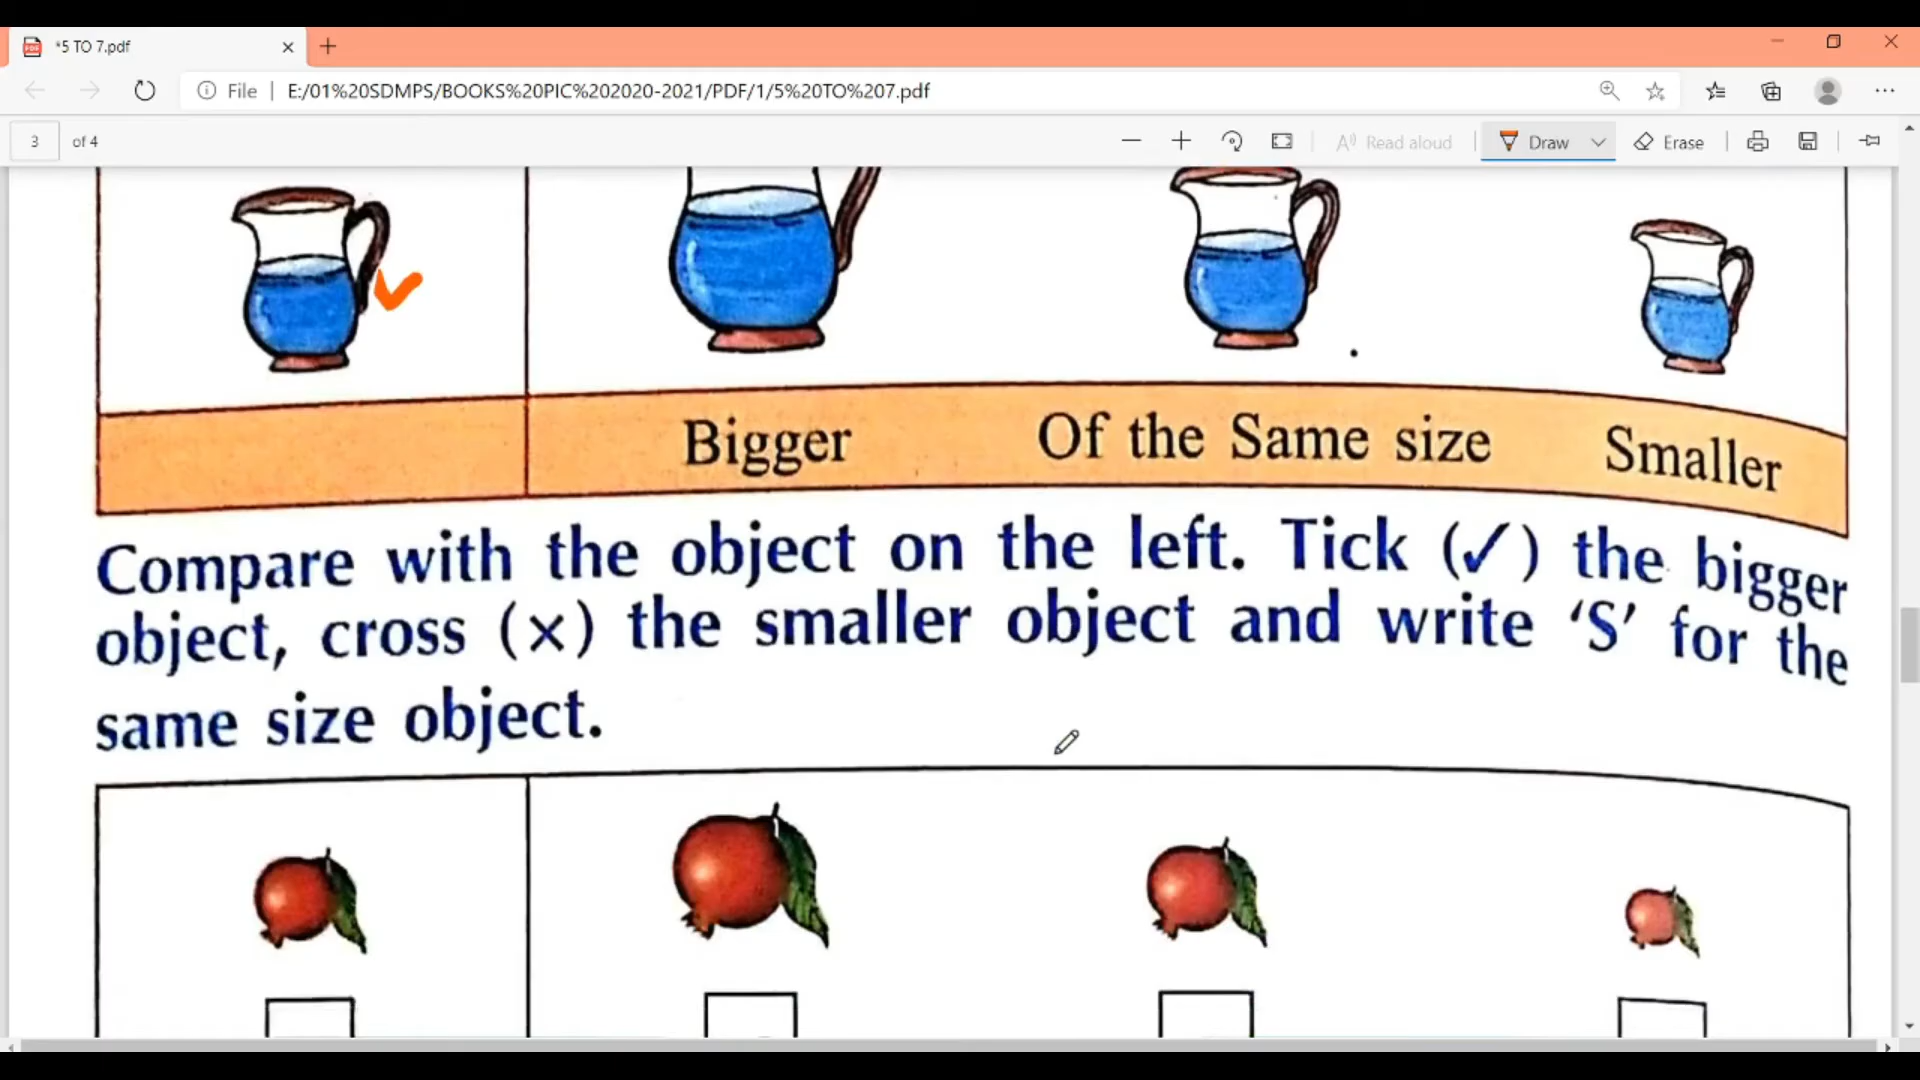 *5 TO 7.pdf
File E:/01%20SDMPS/BOOKS%20PIC%202020-2021/PDF/1/5%20TO%207.pdf
3 of 4 Read aloud Draw Erase
Bigger Of the Same size Smaller
Compare with the object on the left. Tick (✓) the bigger
object, cross (×) the smaller object and write ‘S’ for the
same size object.